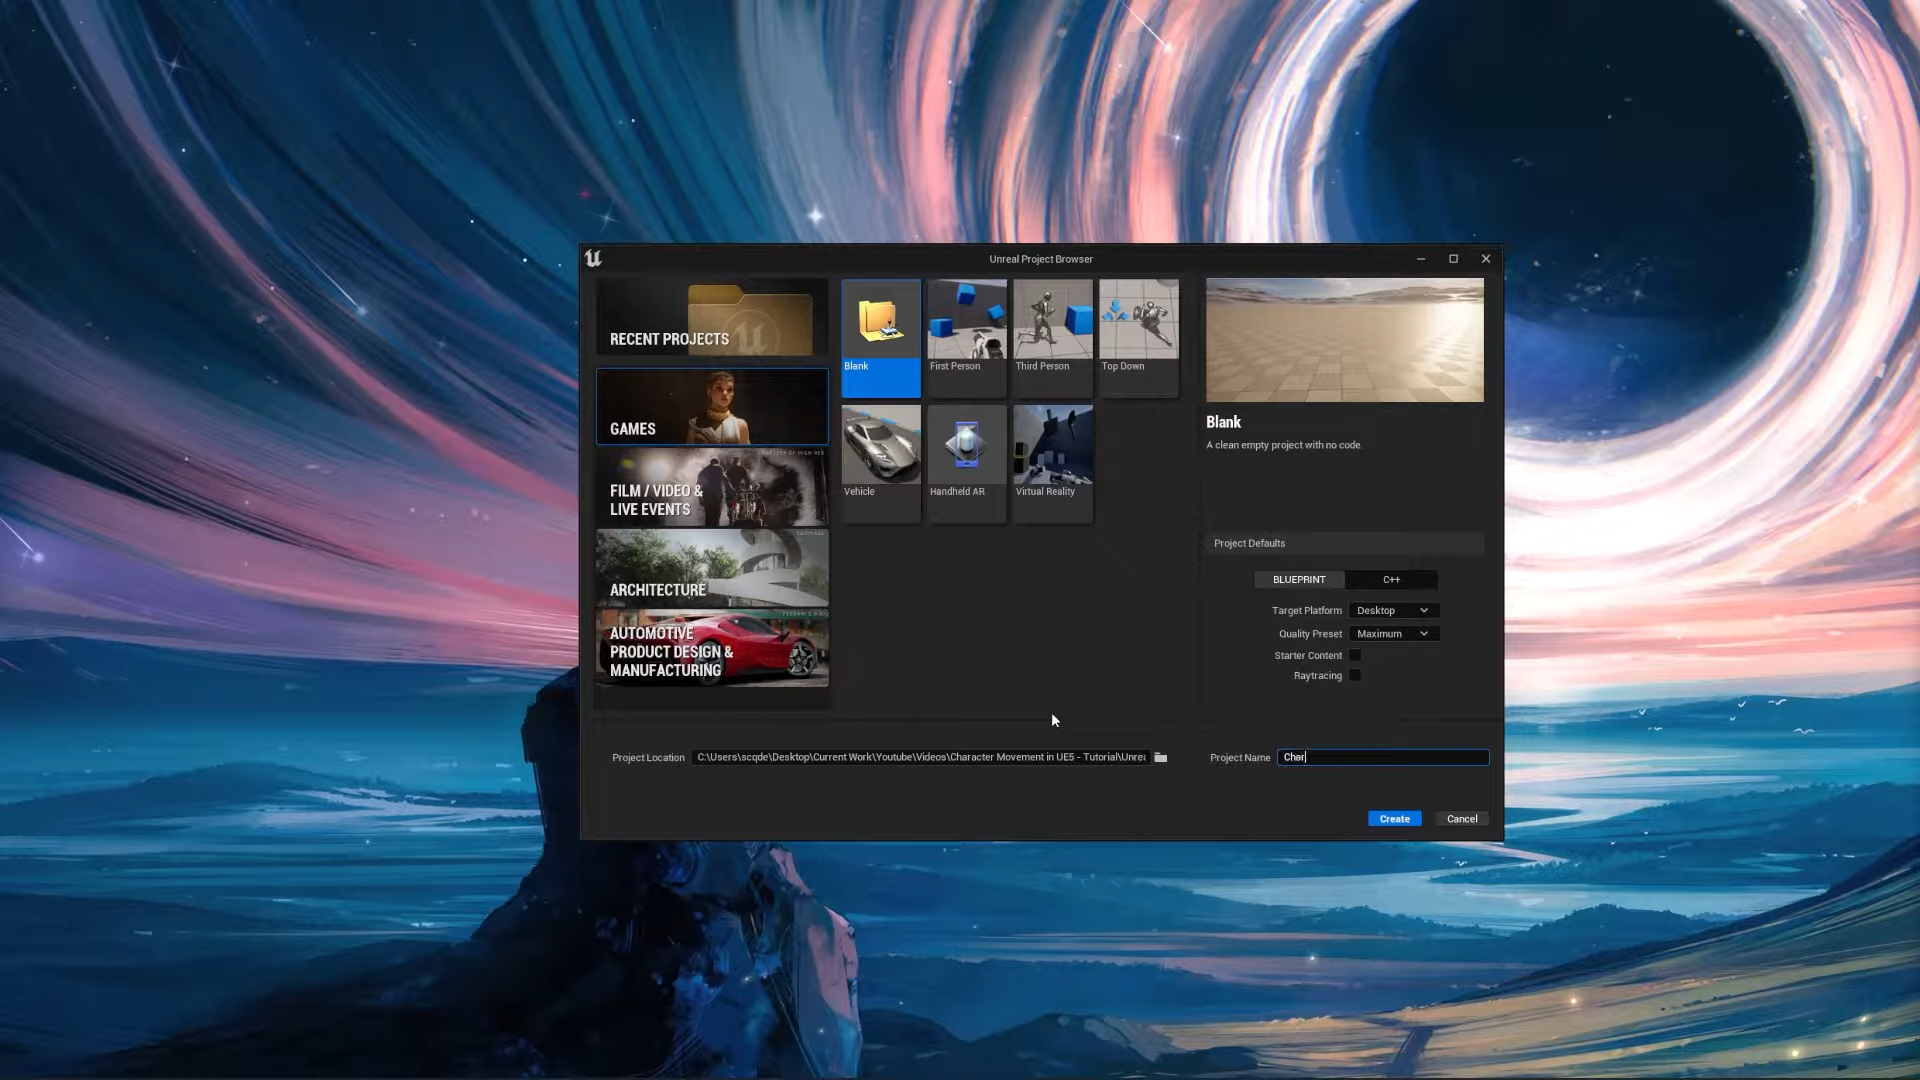 Unreal Project Browser
RECENT PROJECTS
GAMES
FILM / VIDEO &
LIVE EVENTS
ARCHITECTURE
AUTOMOTIVE
PRODUCT DESIGN &
MANUFACTURING
Blank
First Person
Third Person
Top Down
Vehicle
Handheld AR
Virtual Reality
Blank
A clean empty project with no code.
Project Defaults
BLUEPRINT
C++
Target Platform
Desktop
Quality Preset
Maximum
Starter Content
Raytracing
Project Location
C:\Users\scqde\Desktop\Current Work\Youtube\Videos\Character Movement in UE5 - Tutorial\Unrea
Project Name
Char
Create
Cancel